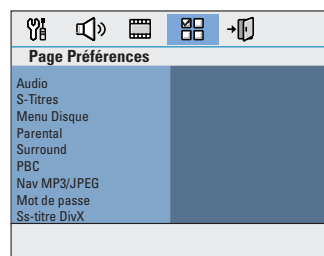 Page Préférences
Audio
S-Titres
Menu Disque
Parental
Surround
PBC
Nav MP3/JPEG
Mot de passe
Ss-titre DivX